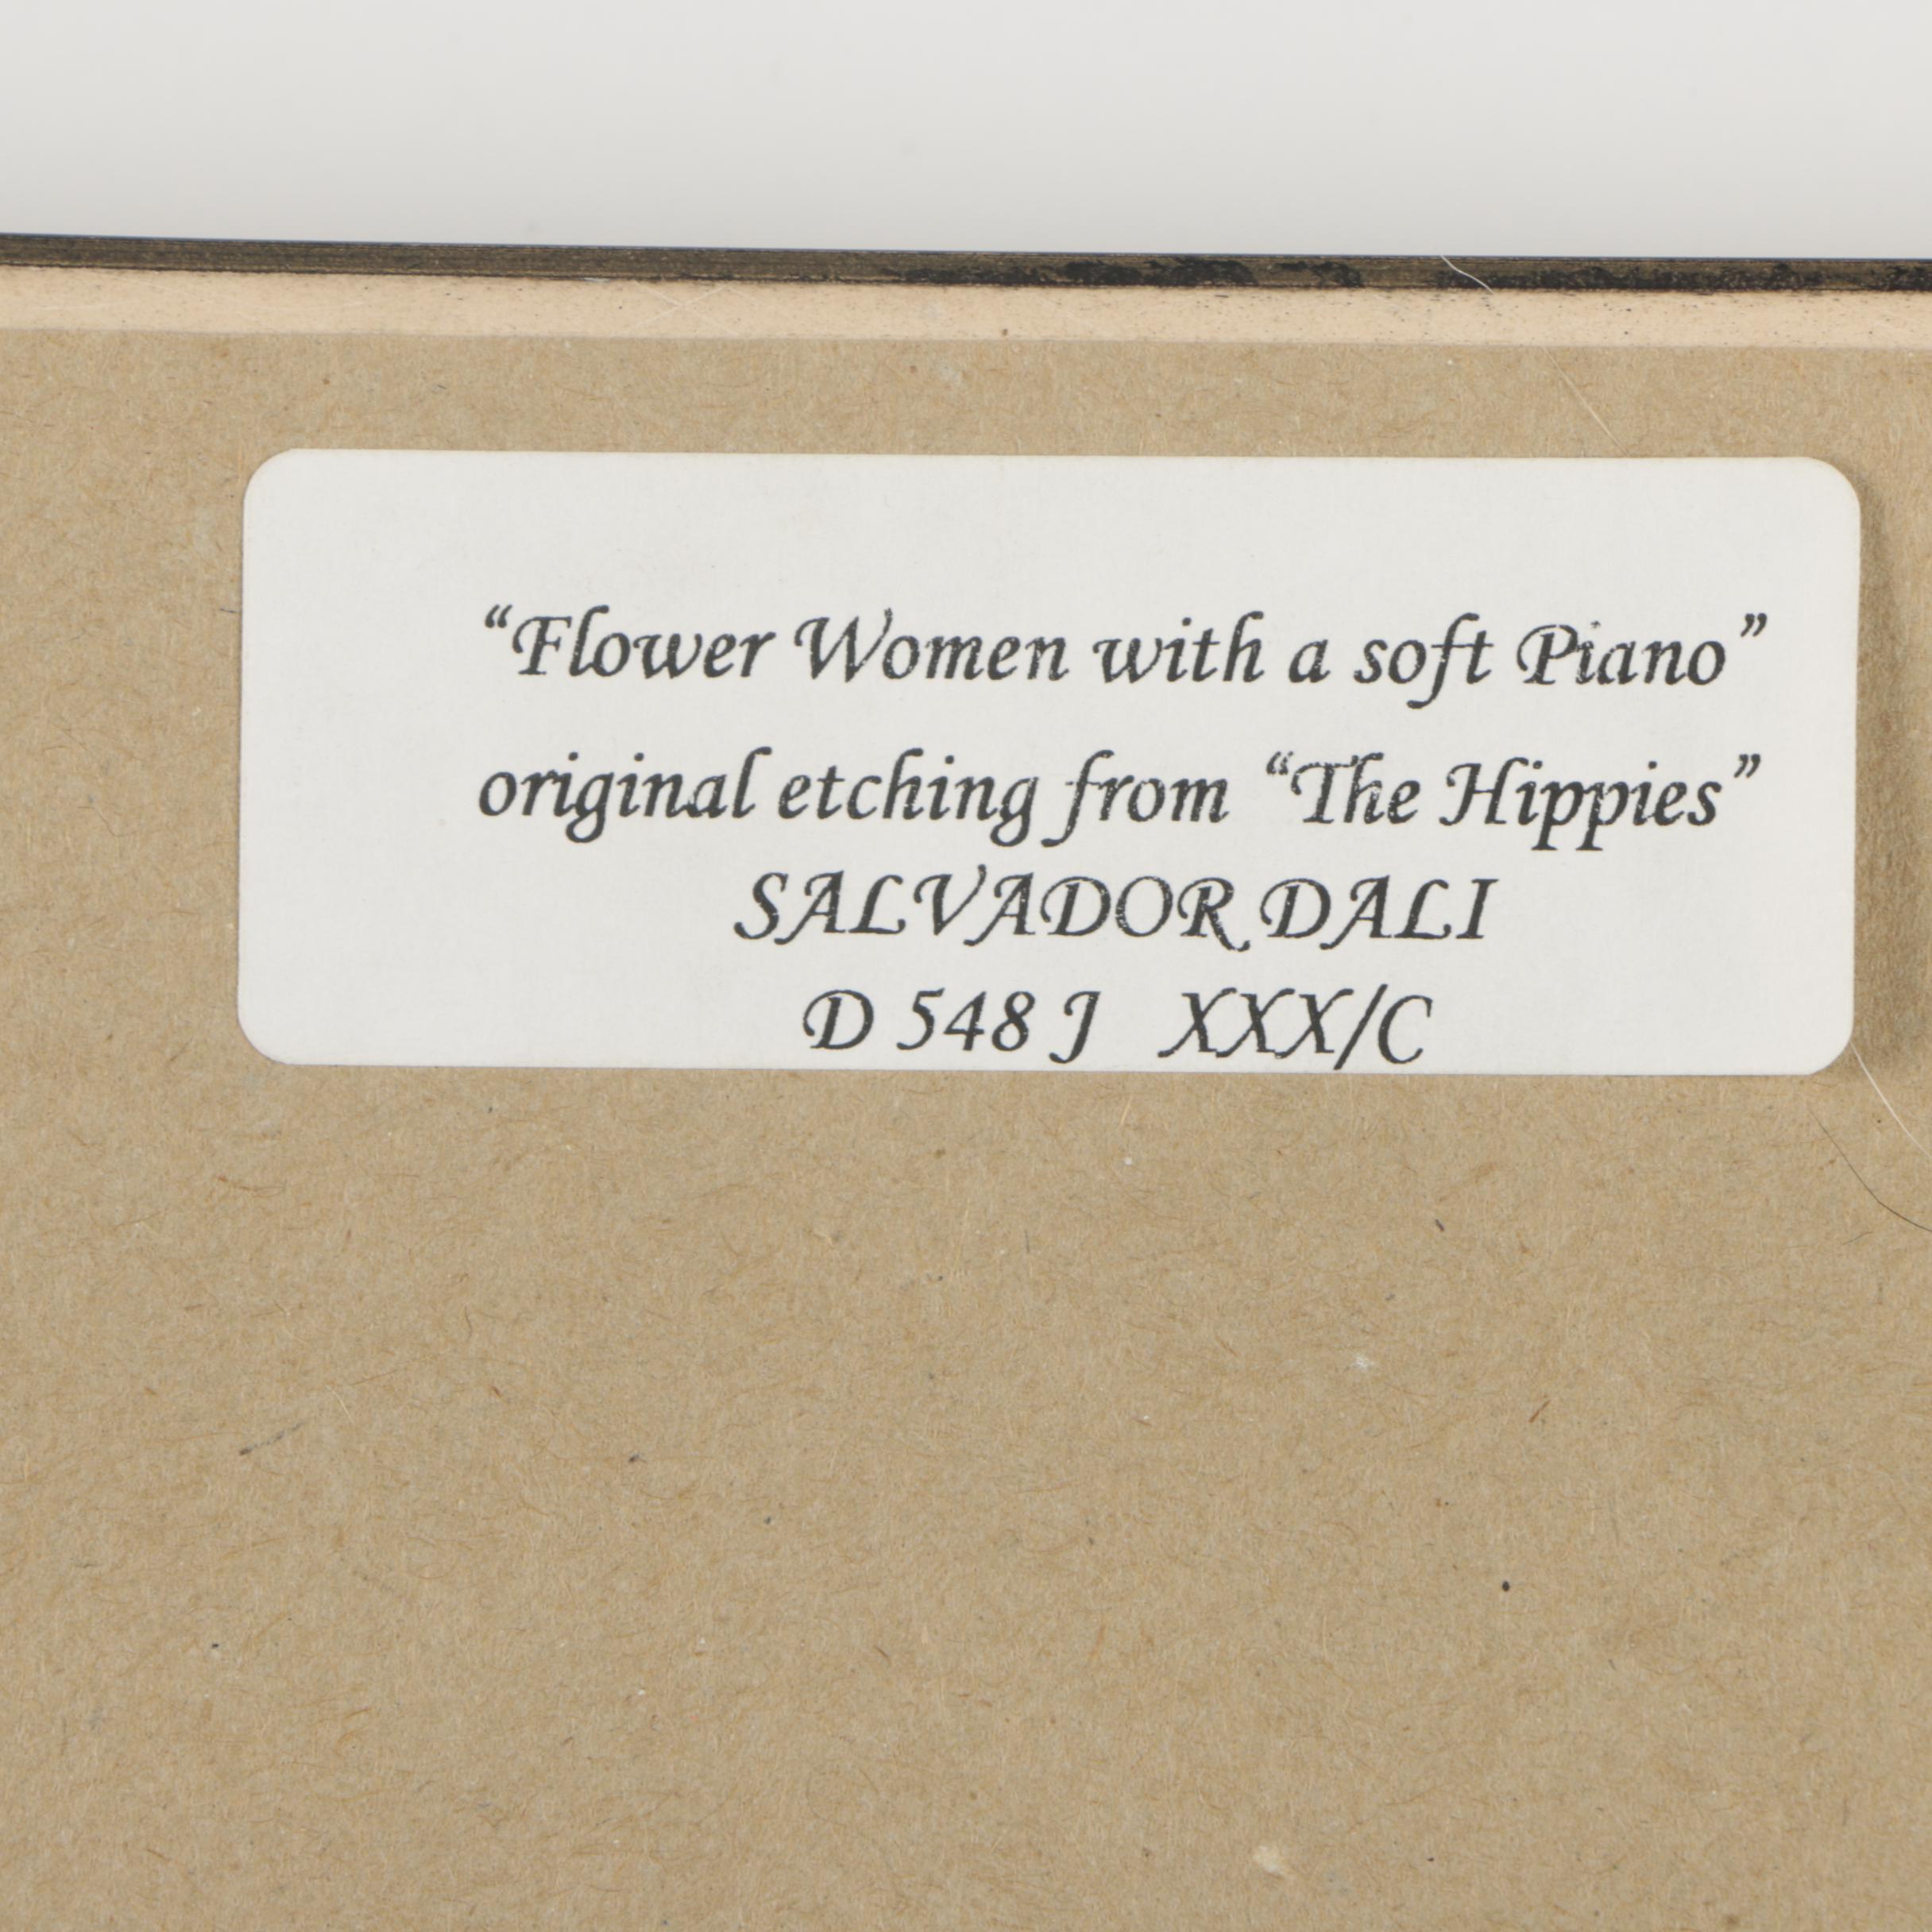 “Flower Women with a soft Piano”
original etching from “The Hippies”
SALVADOR DALI
D 548 J XXX/C